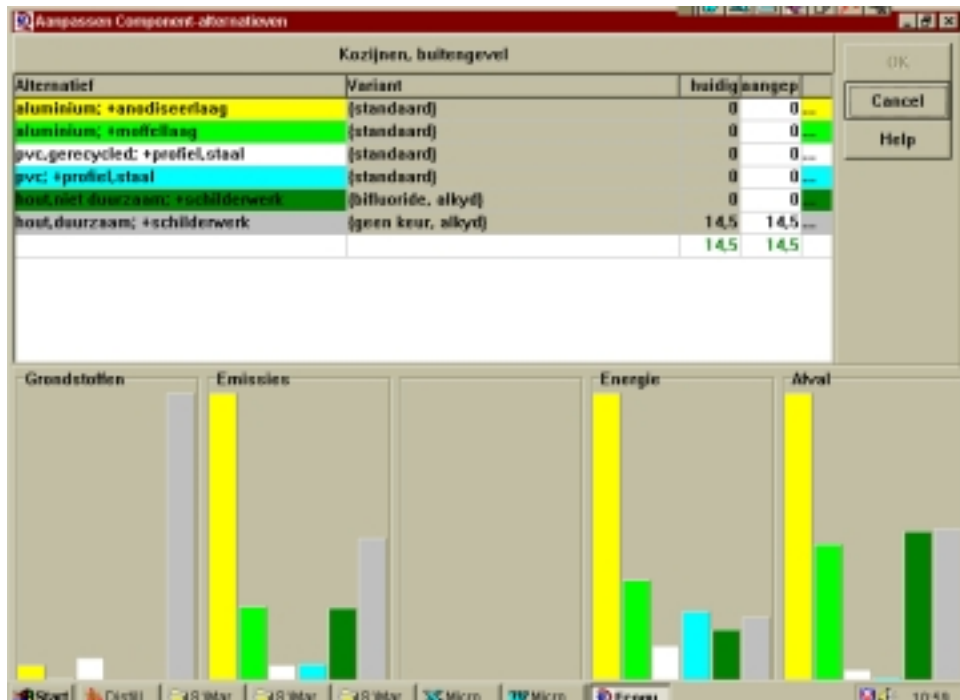 Aanpassen Component-alternatieven
Kozijnen, buitengevel
OK
Alternatief Variant huidig aangep
Cancel
aluminium; +anodiseerlaag (standaard) 0 0 ...
aluminium; +moffellaag (standaard) 0 0 ...
Help
pvc,gerecycled; +profiel,staal (standaard) 0 0 ...
pvc; +profiel,staal (standaard) 0 0 ...
hout,niet duurzaam; +schilderwerk (bifluoride, alkyd) 0 0 ...
hout,duurzaam; +schilderwerk (geen keur, alkyd) 14,5 14,5 ...
14,5 14,5
Grondstoffen Emissies Energie Afval
Start Distill Micro Micro 10:59